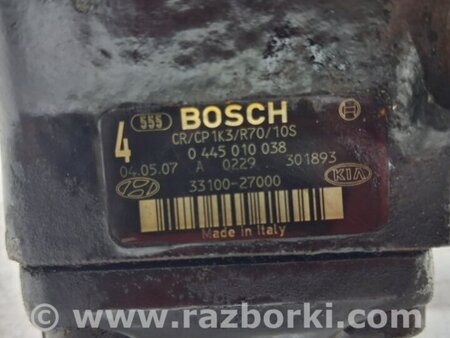 555 BOSCH
4 CR/CP1K3/R70/10S
0 445 010 038
04.05.07 A 0229 301893
33100-27000 KIA
Made in Italy
© www.razborki.com